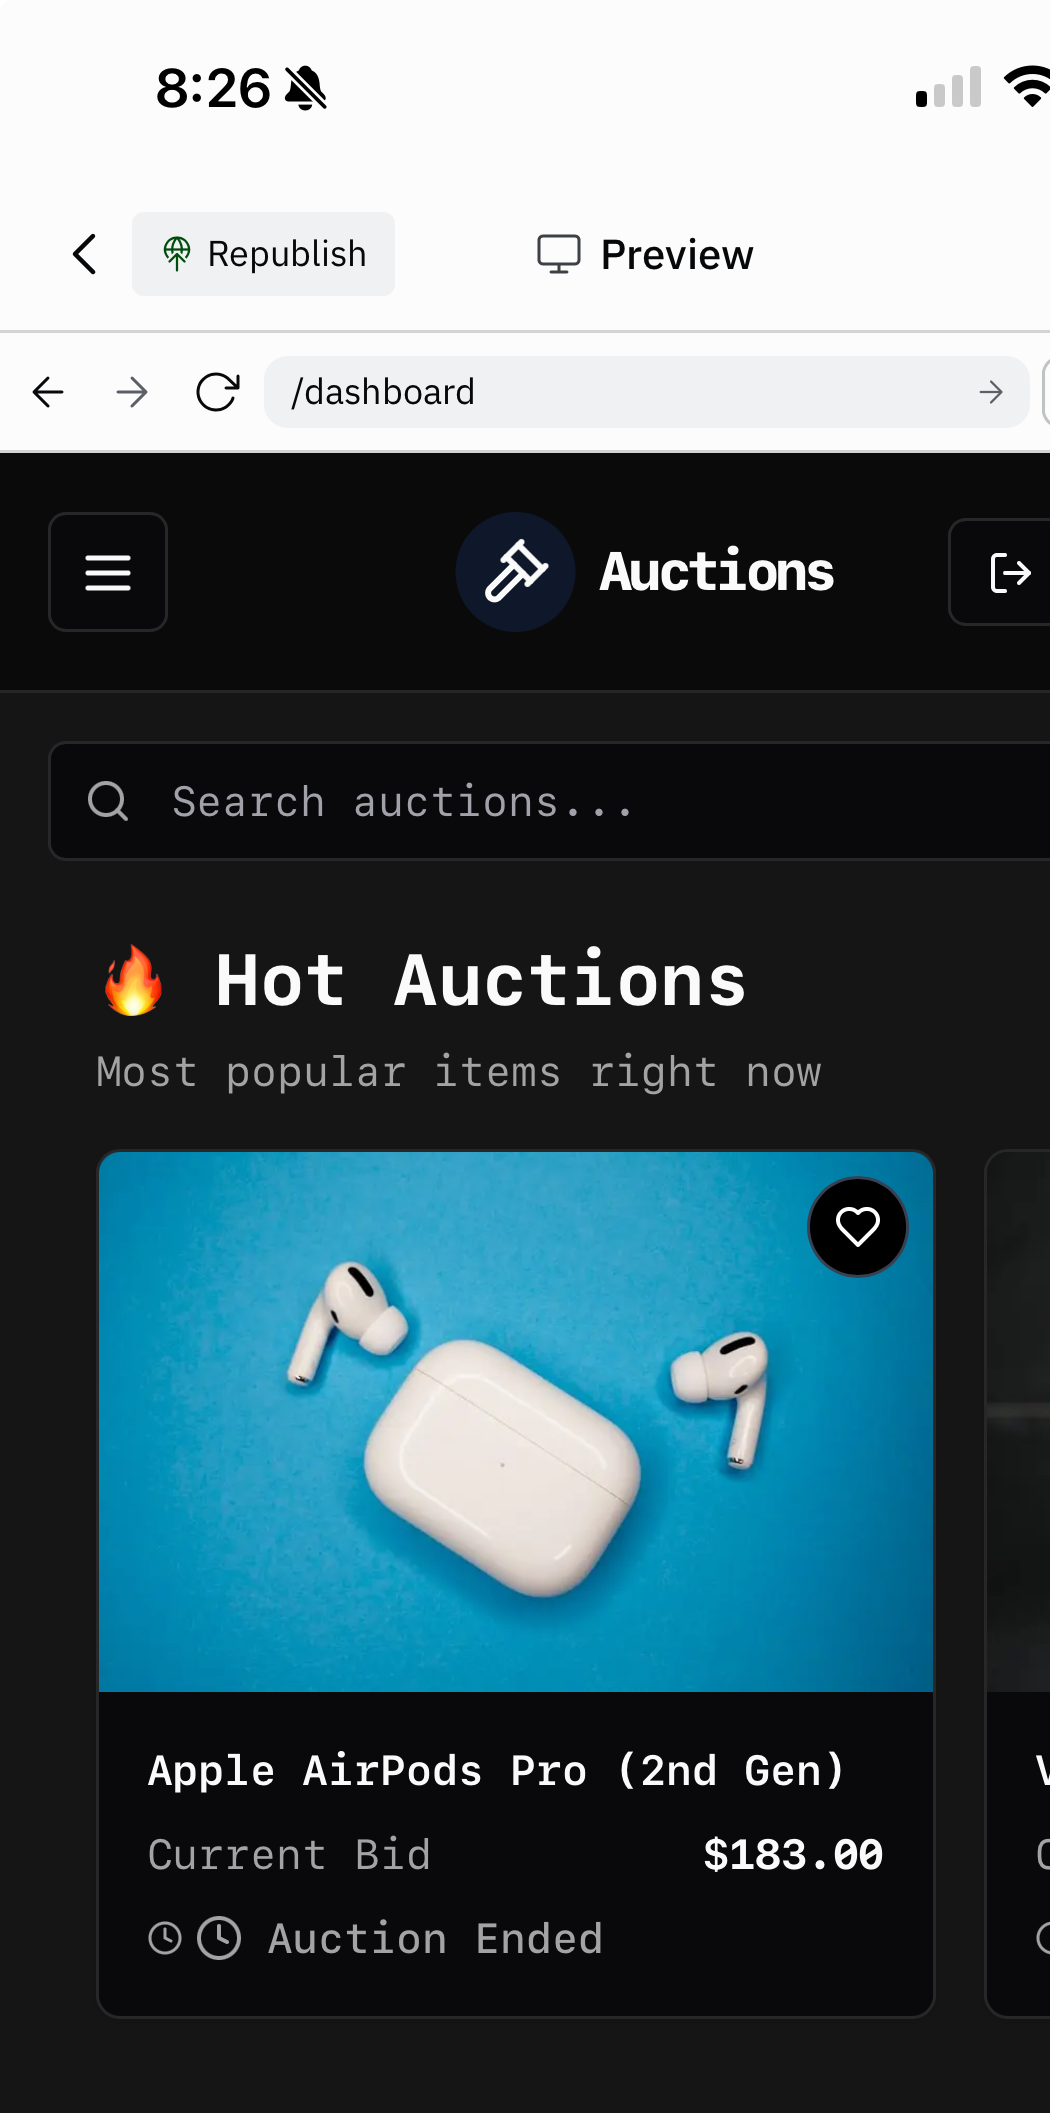 8:26
Republish
Preview
/dashboard
Auctions
Search auctions...
🔥 Hot Auctions
Most popular items right now
Apple AirPods Pro (2nd Gen)
Current Bid $183.00
Auction Ended